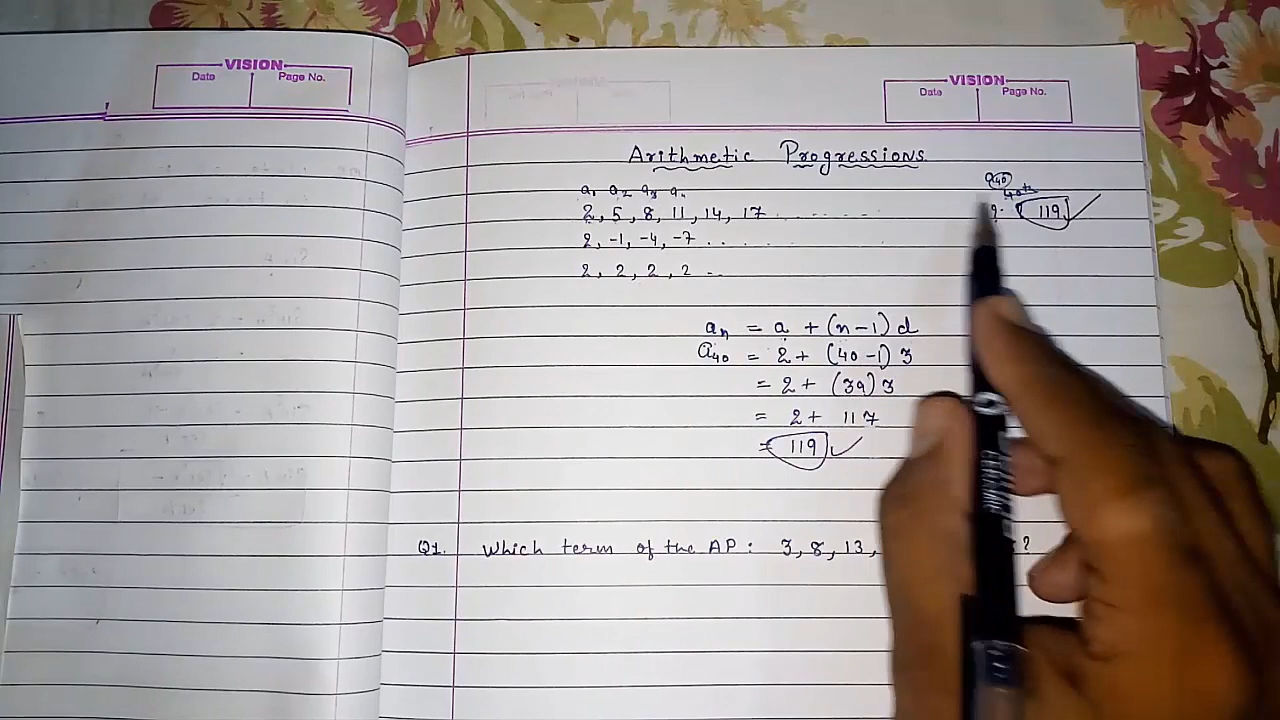 VISION
Date Page No.
VISION
Date Page No.
Arithmetic Progressions
a₁ a₂ a₃ a..
a₄₀
40th
2, 5, 8, 11, 14, 17 . . . . . . . 119 ✓
2, -1, -4, -7 . . . . .
2, 2, 2, 2 ..
aₙ = a + (n-1) d
a₄₀ = 2 + (40-1) 3
= 2 + (39) 3
= 2 + 117
= 119 ✓
Q1. Which term of the AP : 3, 8, 13, ?